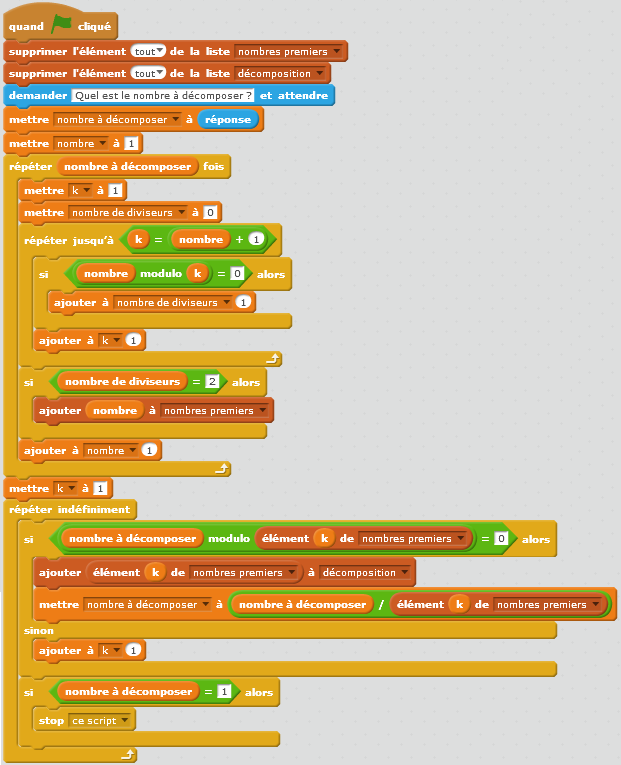 quand cliqué
supprimer l'élément tout de la liste nombres premiers
supprimer l'élément tout de la liste décomposition
demander Quel est le nombre à décomposer ? et attendre
mettre nombre à décomposer à réponse
mettre nombre à 1
répéter nombre à décomposer fois
mettre k à 1
mettre nombre de diviseurs à 0
répéter jusqu'à k = nombre + 1
si nombre modulo k = 0 alors
ajouter à nombre de diviseurs 1
ajouter à k 1
si nombre de diviseurs = 2 alors
ajouter nombre à nombres premiers
ajouter à nombre 1
mettre k à 1
répéter indéfiniment
si nombre à décomposer modulo élément k de nombres premiers = 0 alors
ajouter élément k de nombres premiers à décomposition
mettre nombre à décomposer à nombre à décomposer / élément k de nombres premiers
sinon
ajouter à k 1
si nombre à décomposer = 1 alors
stop ce script